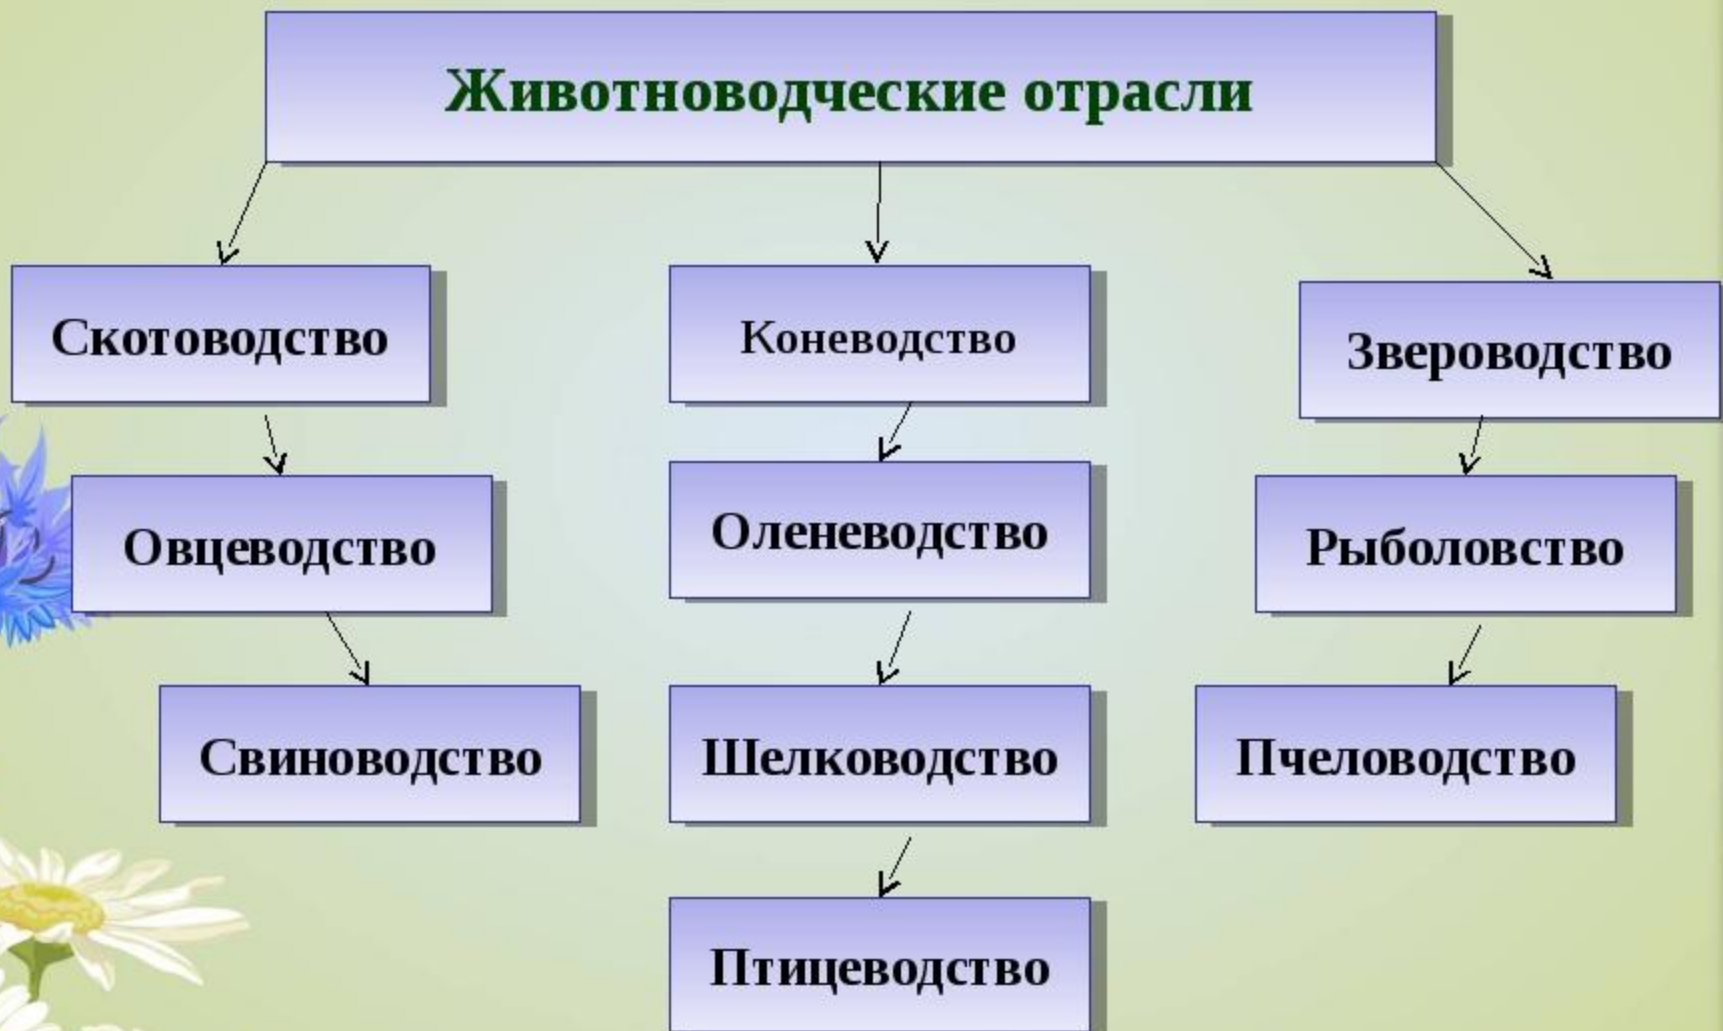 Животноводческие отрасли
Скотоводство
Коневодство
Звероводство
Овцеводство
Оленеводство
Рыболовство
Свиноводство
Шелководство
Пчеловодство
Птицеводство